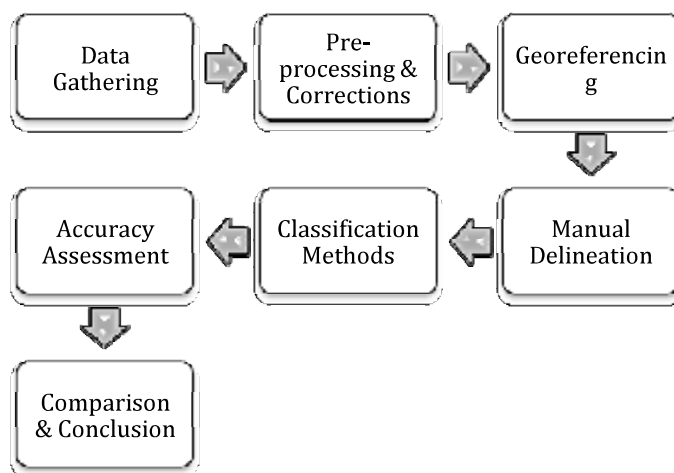 Data
Gathering
Pre-
processing &
Corrections
Georeferencin
g
Manual
Delineation
Classification
Methods
Accuracy
Assessment
Comparison
& Conclusion